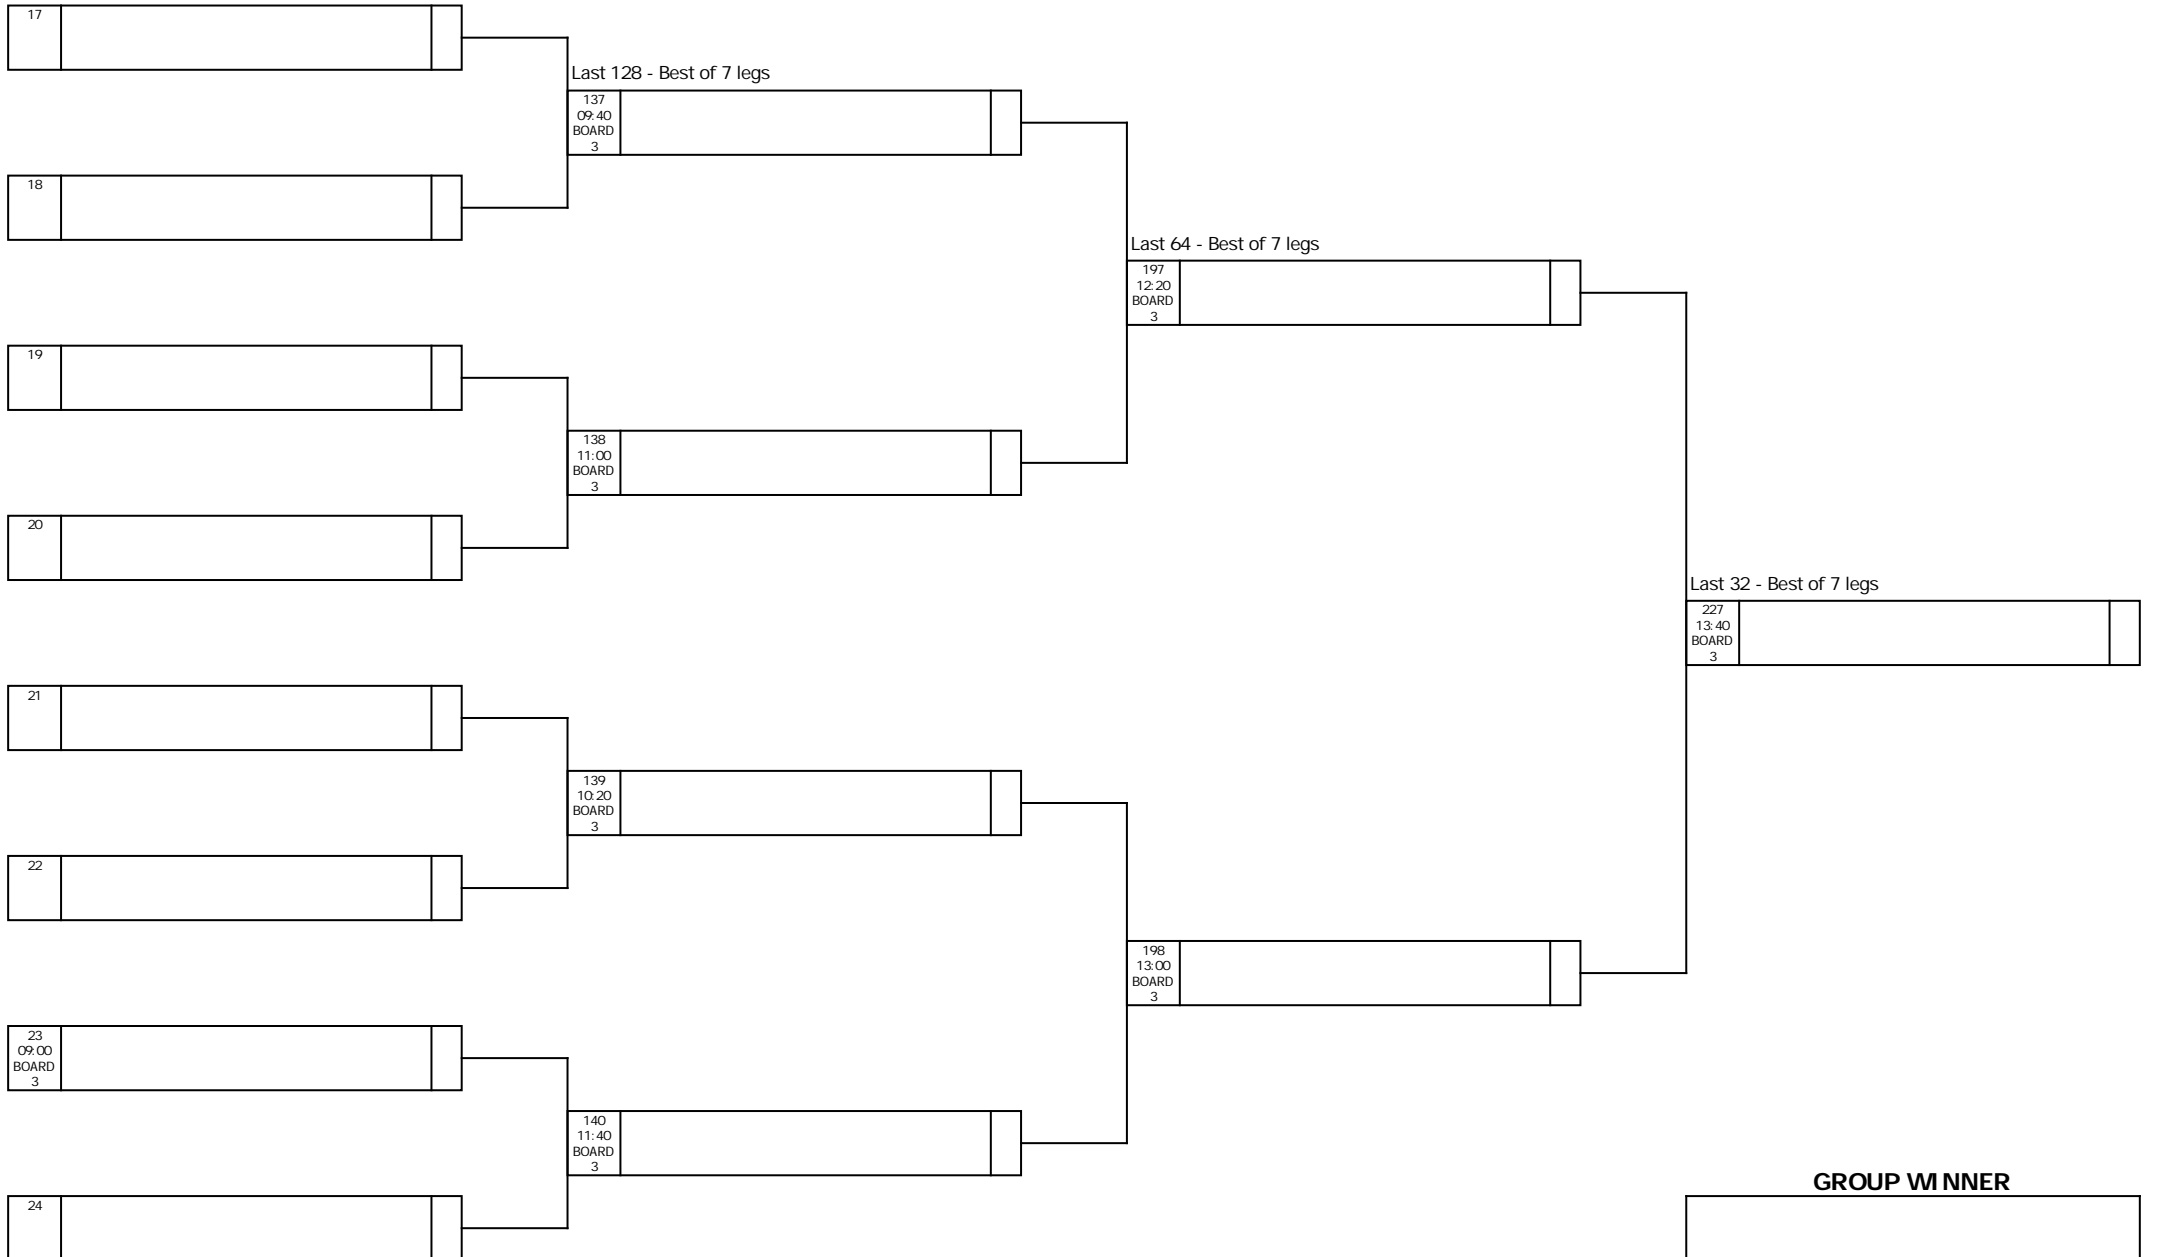 17
Last 128 - Best of 7 legs
137
09:40
BOARD
3
18
Last 64 - Best of 7 legs
197
12:20
BOARD
3
19
138
11:00
BOARD
3
20
Last 32 - Best of 7 legs
227
13:40
BOARD
3
21
139
10:20
BOARD
3
22
198
13:00
BOARD
3
23
09:00
BOARD
3
140
11:40
BOARD
3
24
GROUP WINNER